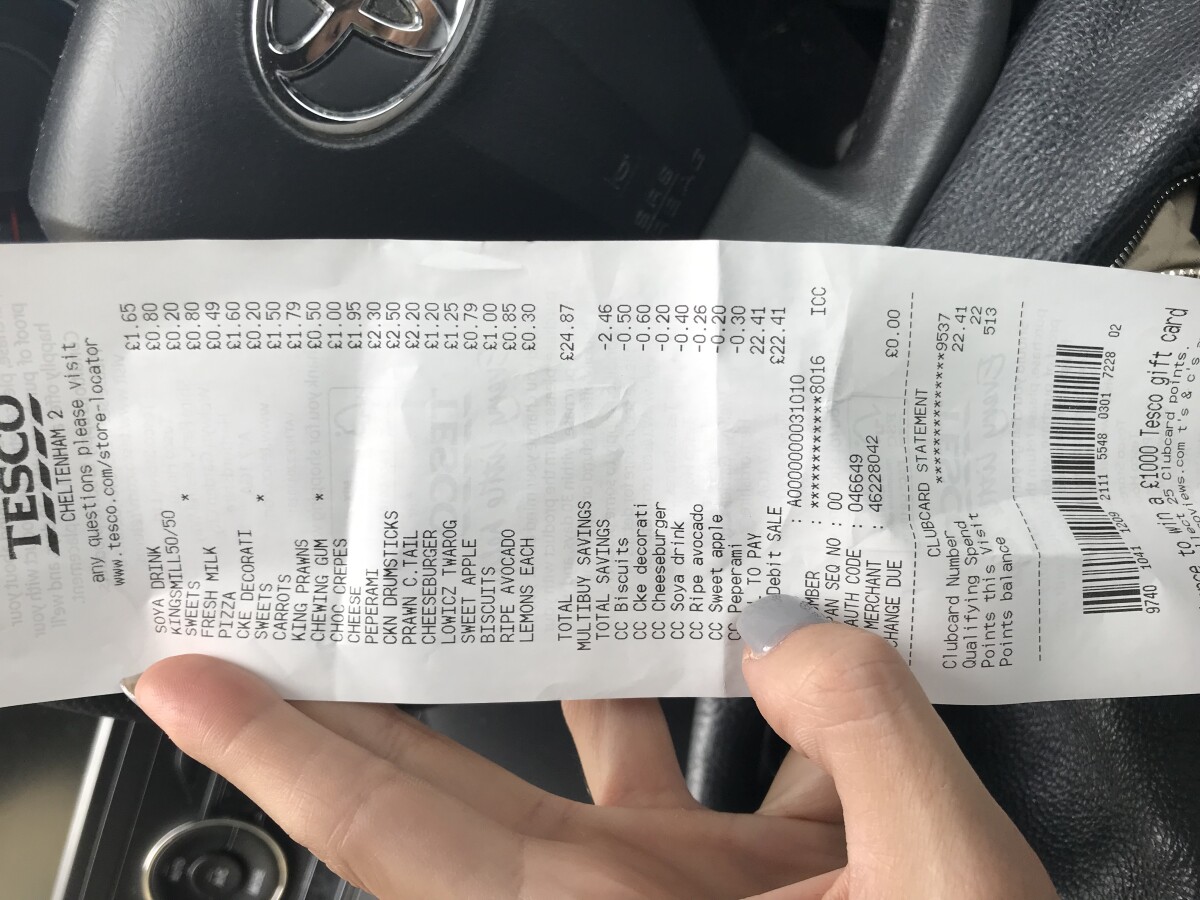 TESCO
CHELTENHAM 2
any questions please visit
www.tesco.com/store-locator
SOYA DRINK £1.65
KINGSMILL50/50 £0.80
SWEETS * £0.20
FRESH MILK £0.80
PIZZA £0.49
CKE DECORATI £1.60
SWEETS * £0.20
CARROTS £1.50
KING PRAWNS £1.79
CHEWING GUM * £0.50
CHOC CREPES £1.00
CHEESE £1.95
PEPERAMI £2.30
CKN DRUMSTICKS £2.50
PRAWN C.TAIL £2.20
CHEESEBURGER £1.20
LOWICZ TWAROG £1.25
SWEET APPLE £0.79
BISCUITS £1.00
RIPE AVOCADO £0.85
LEMONS EACH £0.30
TOTAL £24.87
MULTIBUY SAVINGS
TOTAL SAVINGS -2.46
CC Biscuits -0.50
CC Cke decorati -0.60
CC Cheeseburger -0.20
CC Soya drink -0.40
CC Ripe avocado -0.26
CC Sweet apple -0.20
CC Peperami -0.30
TO PAY 22.41
Debit SALE £22.41
: A0000000031010
: ************8016 ICC
PAN SEQ NO : 00
AUTH CODE : 046649
MERCHANT : 46228042
CHANGE DUE £0.00
CLUBCARD STATEMENT
Clubcard Number **************9537
Qualifying Spend 22.41
Points this Visit 22
Points balance 513
9740 1041 1209 2111 5548 0301 7228 02
to win a £1000 Tesco gift card
25 Clubcard points.
t's & c's